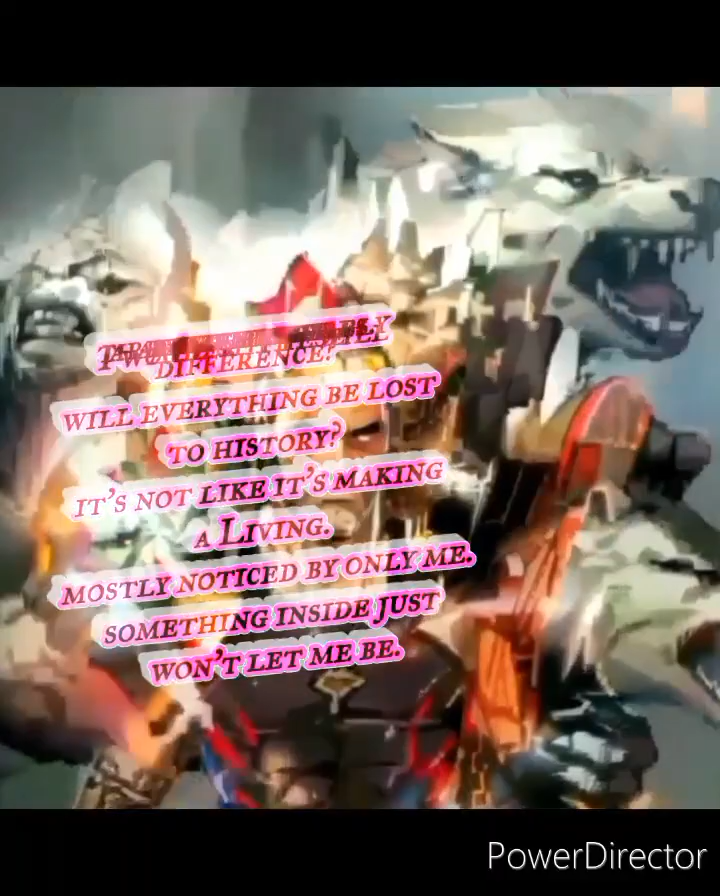 DIFFERENCE!
WILL EVERYTHING BE LOST
TO HISTORY?
IT'S NOT LIKE IT'S MAKING
A LIVING.
MOSTLY NOTICED BY ONLY ME.
SOMETHING INSIDE JUST
WON'T LET ME BE.
PowerDirector